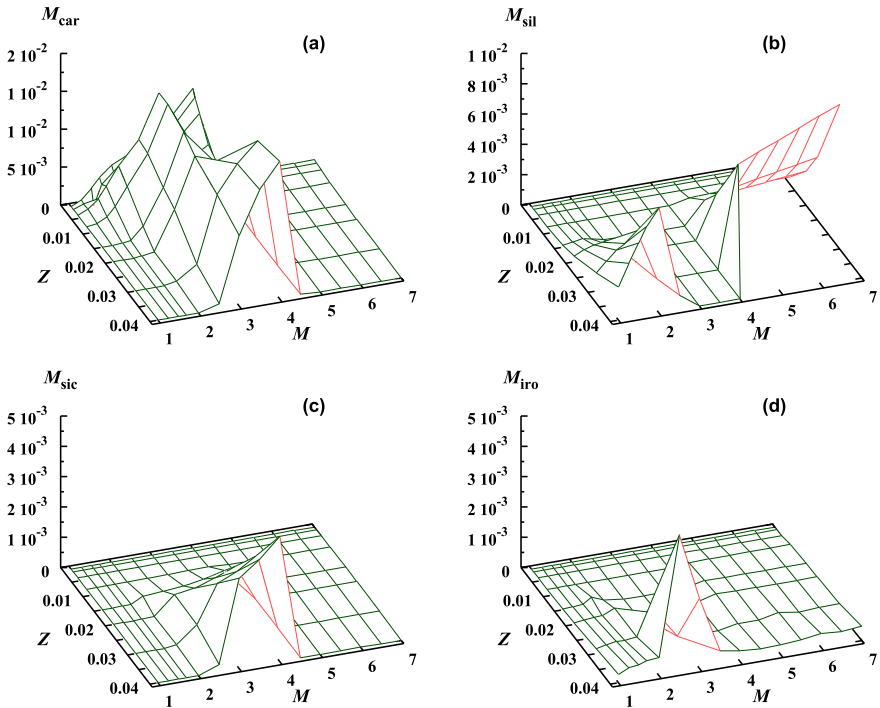 M_car
(a)
2 10^-2
1 10^-2
1 10^-2
5 10^-3
0
0.01
0.02
0.03
0.04
Z
1 2 3 4 5 6 7
M
M_sil
(b)
1 10^-2
8 10^-3
6 10^-3
4 10^-3
2 10^-3
0
0.01
0.02
0.03
0.04
Z
1 2 3 4 5 6 7
M
M_sic
(c)
5 10^-3
4 10^-3
3 10^-3
2 10^-3
1 10^-3
0
0.01
0.02
0.03
0.04
Z
1 2 3 4 5 6 7
M
M_iro
(d)
5 10^-3
4 10^-3
3 10^-3
2 10^-3
1 10^-3
0
0.01
0.02
0.03
0.04
Z
1 2 3 4 5 6 7
M